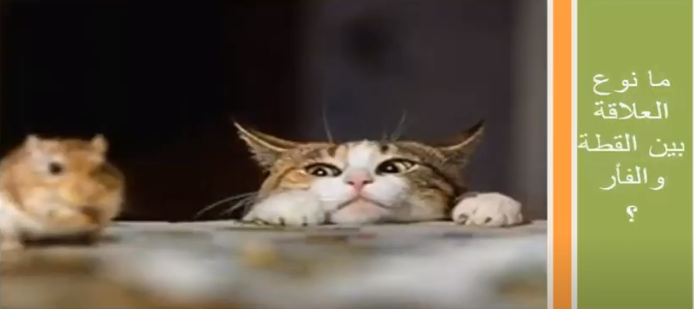 ما نوع
العلاقة
بين القطة
والفأر
؟